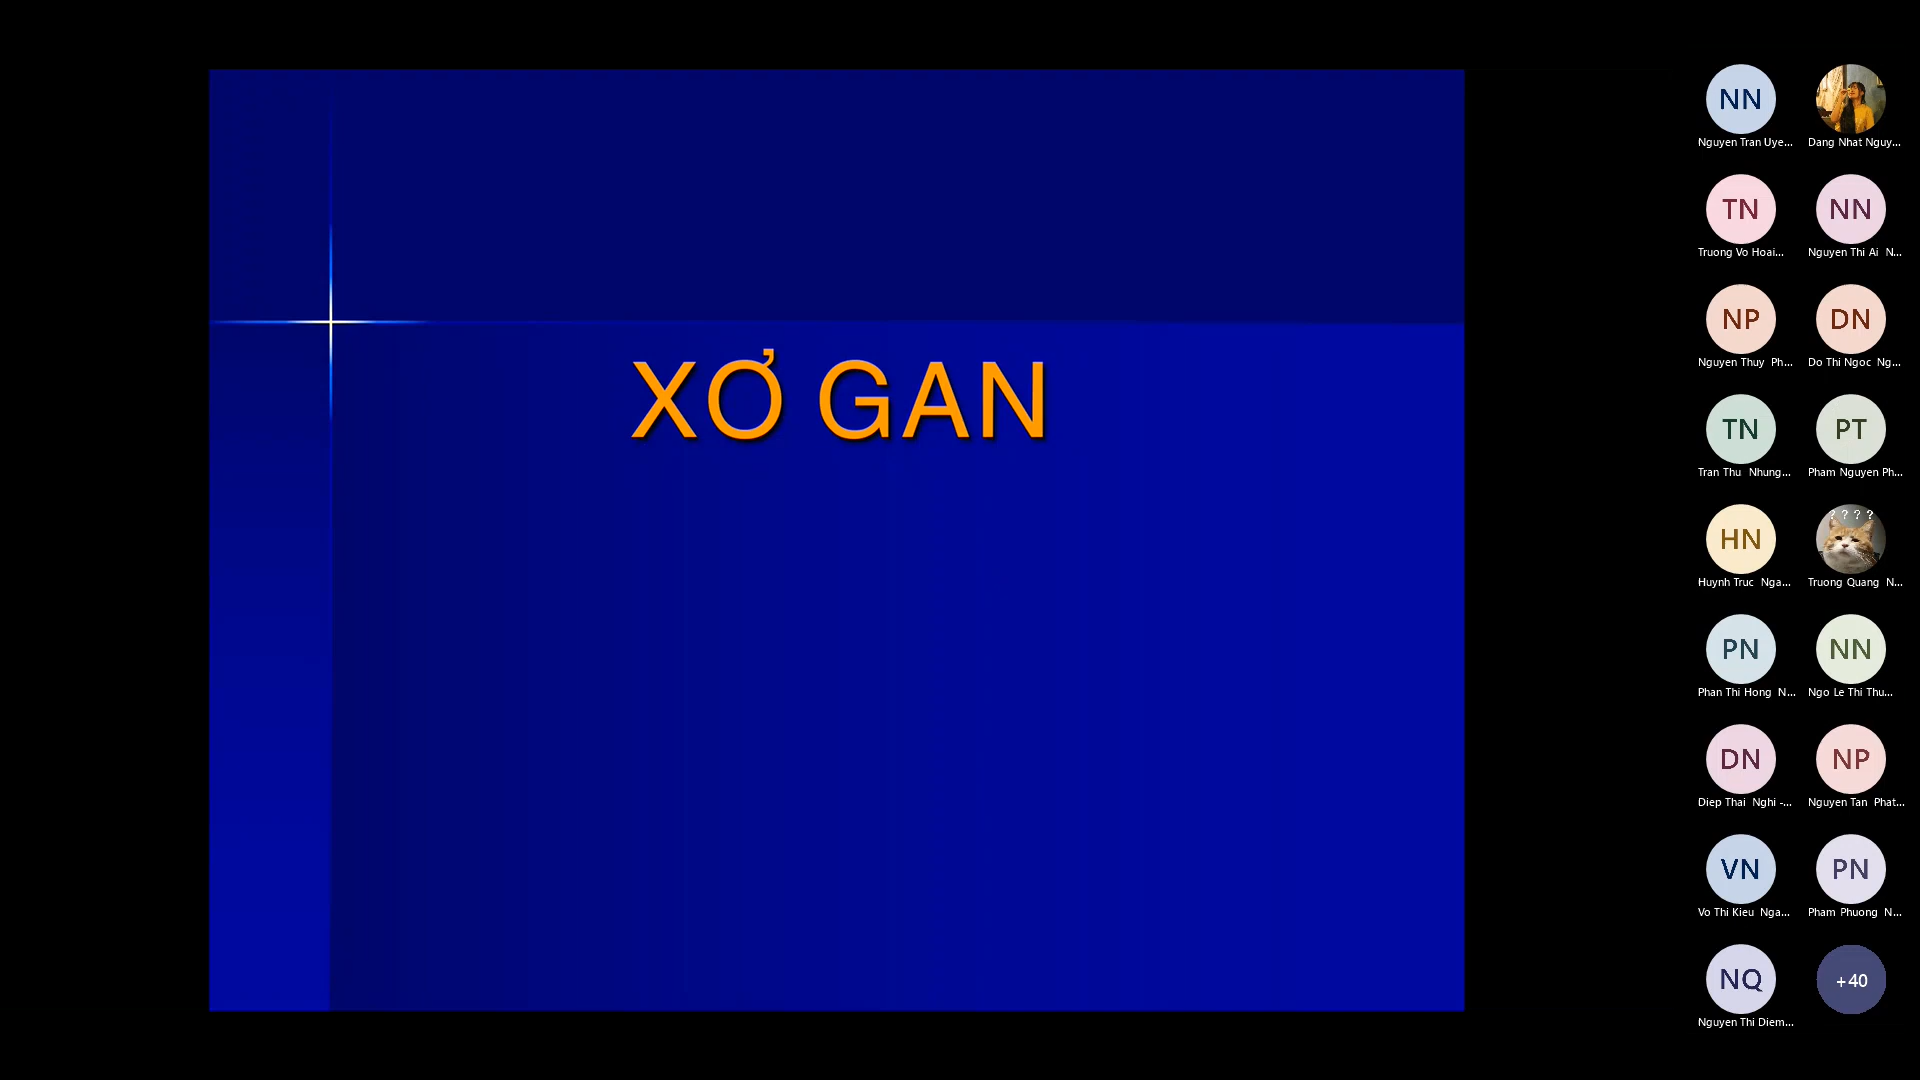 XƠ GAN
NN
Nguyen Tran Uye...
Dang Nhat Nguy...
TN
NN
Truong Vo Hoai...
Nguyen Thi Ai N...
NP
DN
Nguyen Thuy Ph...
Do Thi Ngoc Ng...
TN
PT
Tran Thu Nhung...
Pham Nguyen Ph...
HN
????
Huynh Truc Nga...
Truong Quang N...
PN
NN
Phan Thi Hong N...
Ngo Le Thi Thu...
DN
NP
Diep Thai Nghi -...
Nguyen Tan Phat...
VN
PN
Vo Thi Kieu Nga...
Pham Phuong N...
NQ
+40
Nguyen Thi Diem...